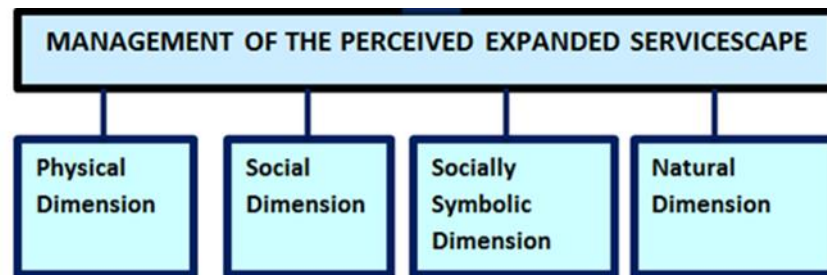 MANAGEMENT OF THE PERCEIVED EXPANDED SERVICESCAPE
Physical
Dimension
Social
Dimension
Socially
Symbolic
Dimension
Natural
Dimension